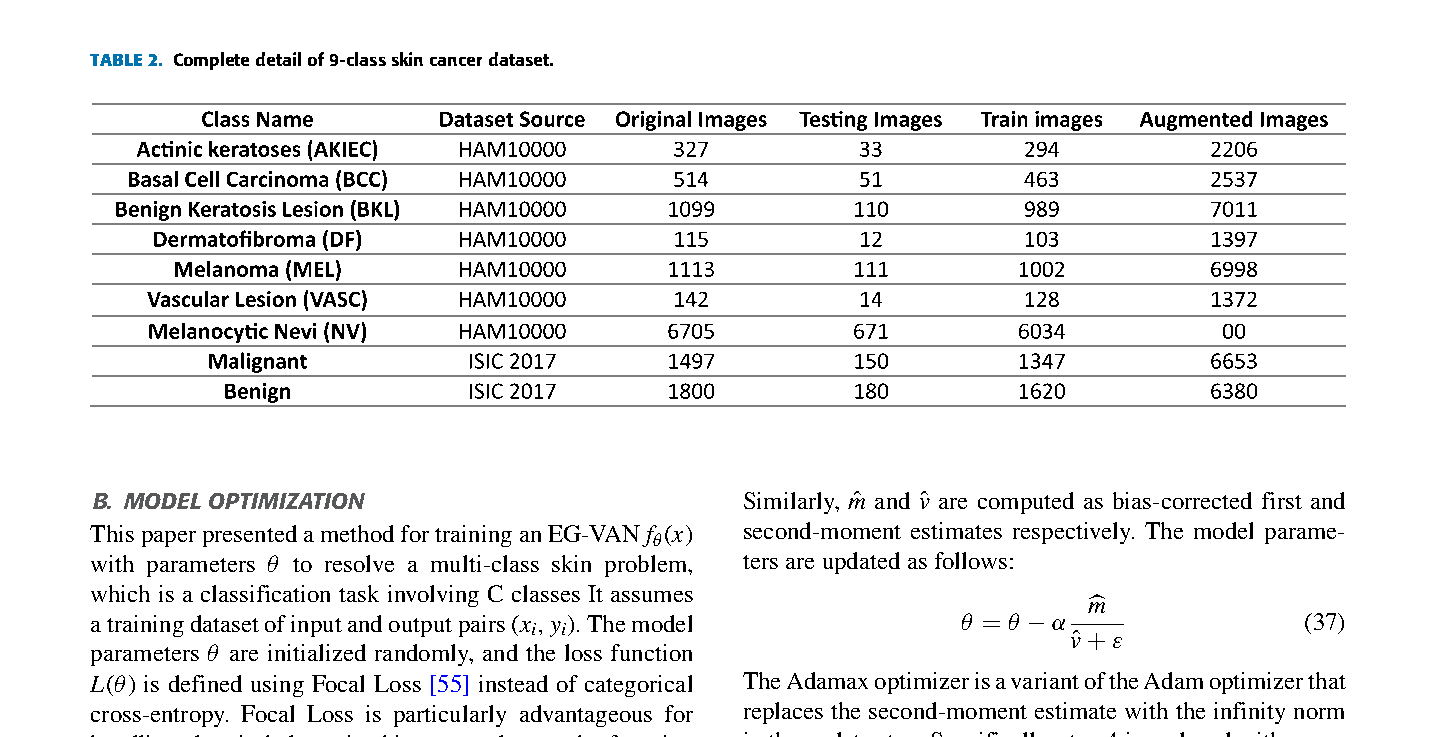 TABLE 2. Complete detail of 9-class skin cancer dataset.
Class Name Dataset Source Original Images Testing Images Train images Augmented Images
Actinic keratoses (AKIEC) HAM10000 327 33 294 2206
Basal Cell Carcinoma (BCC) HAM10000 514 51 463 2537
Benign Keratosis Lesion (BKL) HAM10000 1099 110 989 7011
Dermatofibroma (DF) HAM10000 115 12 103 1397
Melanoma (MEL) HAM10000 1113 111 1002 6998
Vascular Lesion (VASC) HAM10000 142 14 128 1372
Melanocytic Nevi (NV) HAM10000 6705 671 6034 00
Malignant ISIC 2017 1497 150 1347 6653
Benign ISIC 2017 1800 180 1620 6380
B. MODEL OPTIMIZATION
This paper presented a method for training an EG-VAN fθ(x)
with parameters θ to resolve a multi-class skin problem,
which is a classification task involving C classes It assumes
a training dataset of input and output pairs (xi, yi). The model
parameters θ are initialized randomly, and the loss function
L(θ) is defined using Focal Loss [55] instead of categorical
cross-entropy. Focal Loss is particularly advantageous for
Similarly, m̂ and v̂ are computed as bias-corrected first and
second-moment estimates respectively. The model parame-
ters are updated as follows:
θ = θ − α m̂ / (v̂ + ε) (37)
The Adamax optimizer is a variant of the Adam optimizer that
replaces the second-moment estimate with the infinity norm